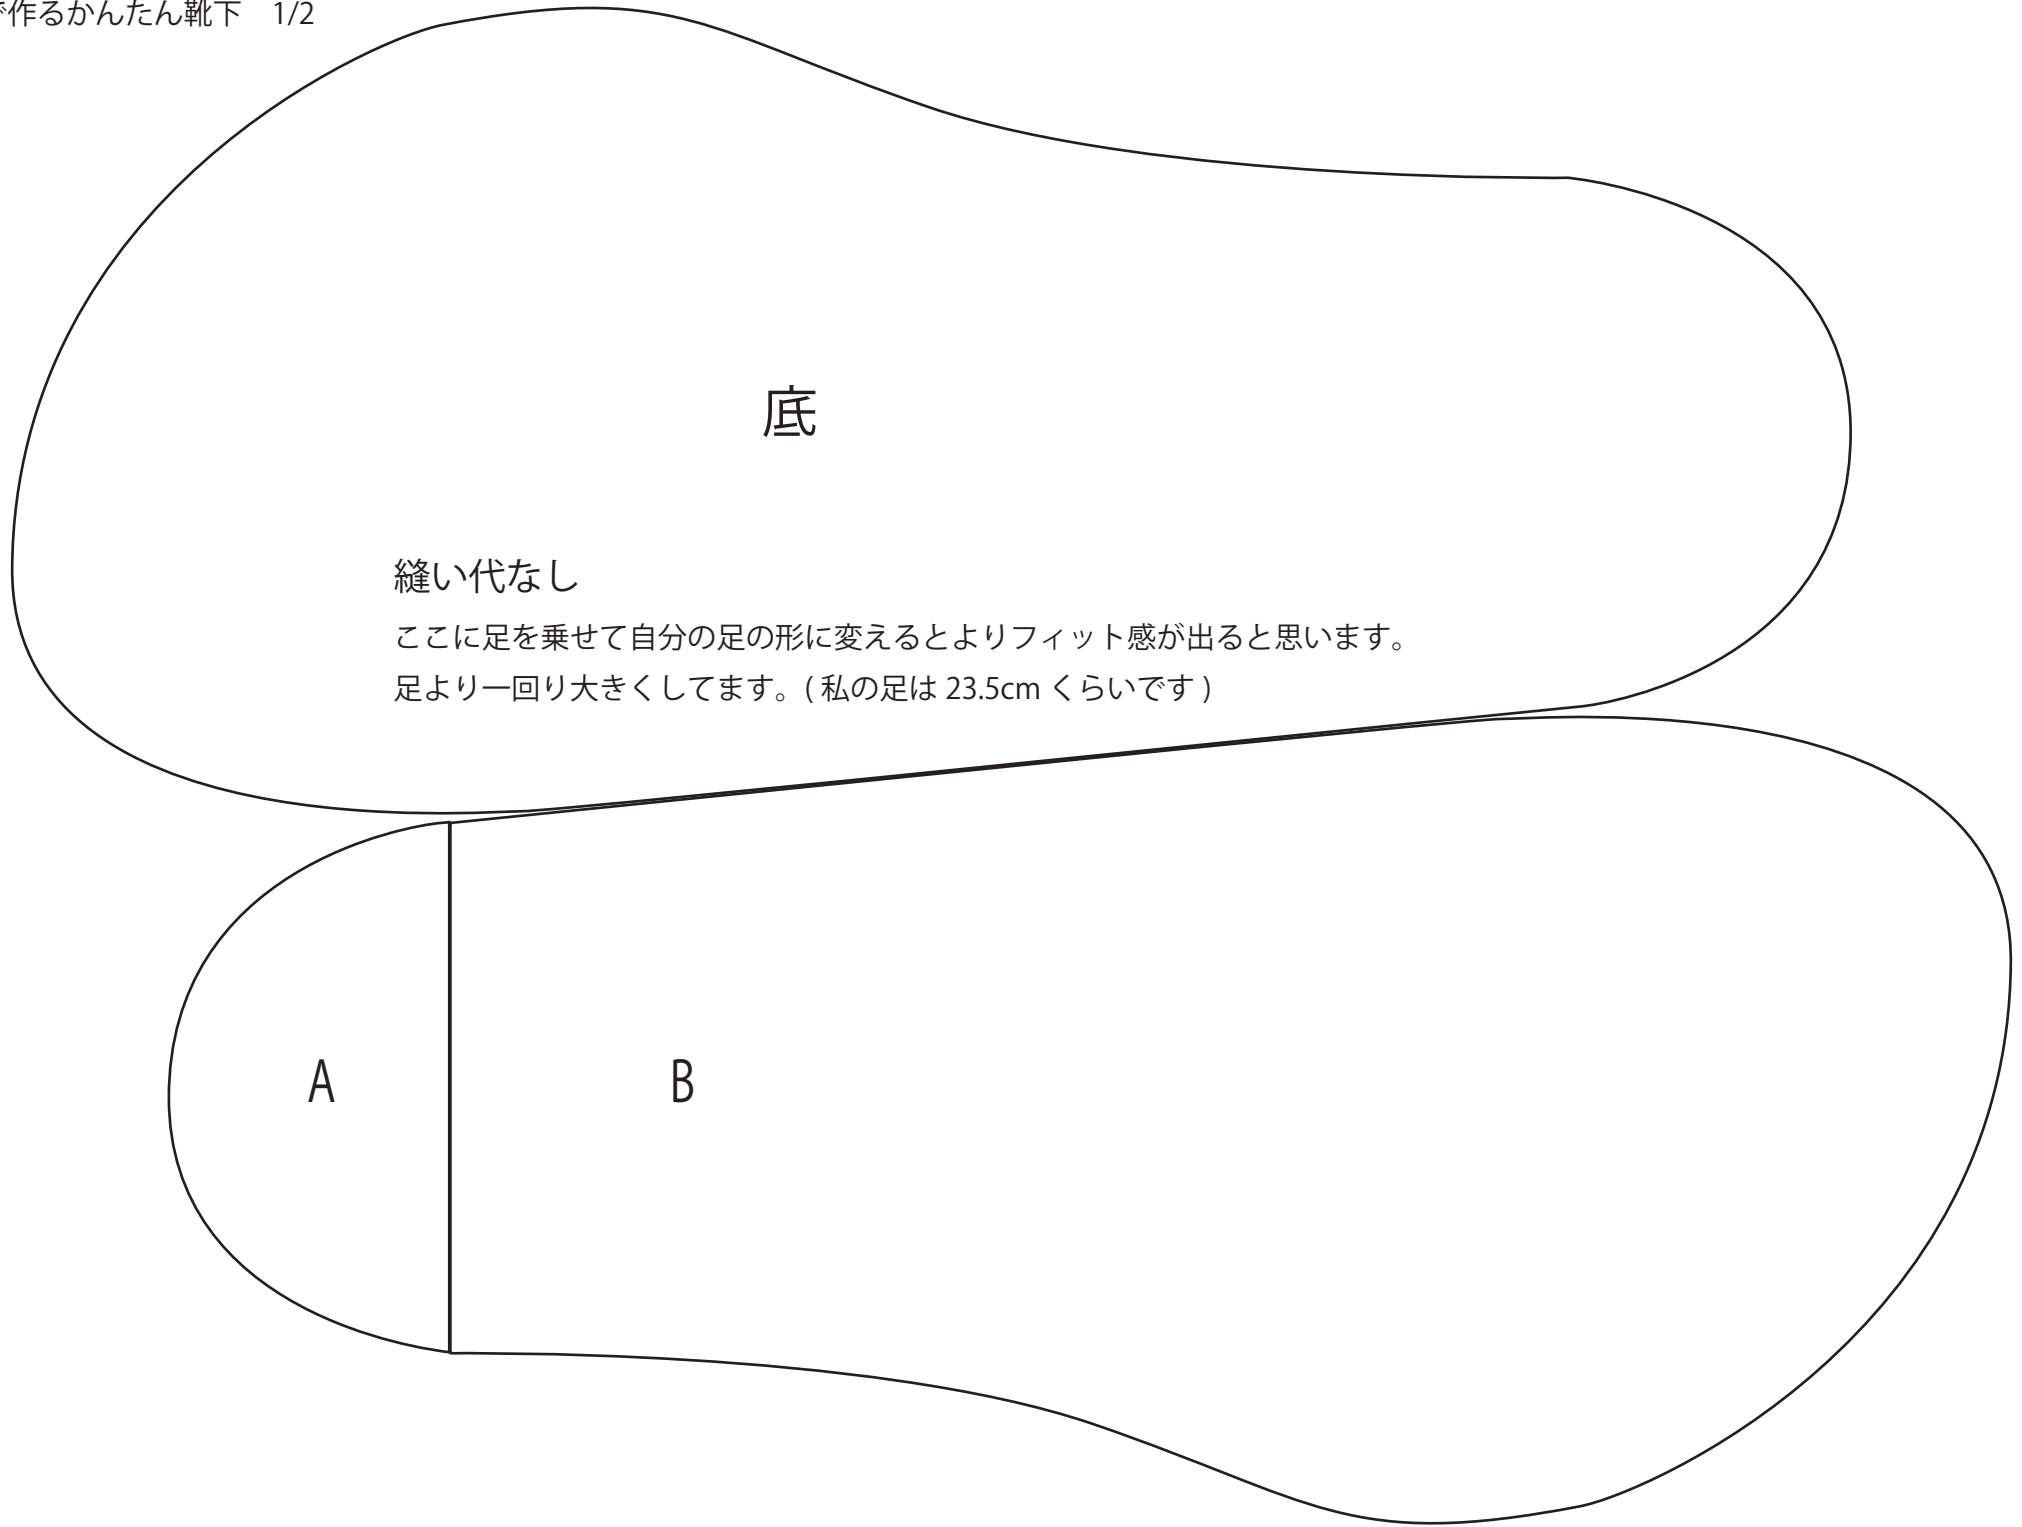 で作るかんたん靴下　1/2
底
縫い代なし
ここに足を乗せて自分の足の形に変えるとよりフィット感が出ると思います。
足より一回り大きくしてます。( 私の足は 23.5cm くらいです )
A
B